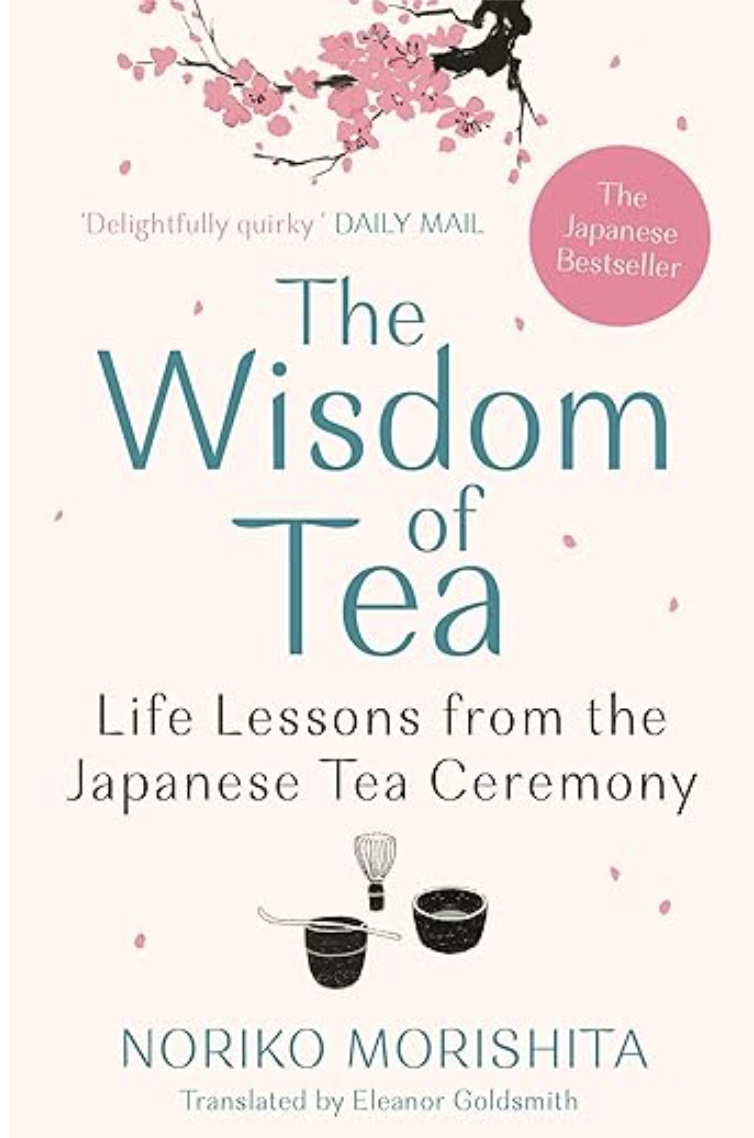 'Delightfully quirky' DAILY MAIL
The
Japanese
Bestseller
The
Wisdom
of
Tea
Life Lessons from the
Japanese Tea Ceremony
NORIKO MORISHITA
Translated by Eleanor Goldsmith